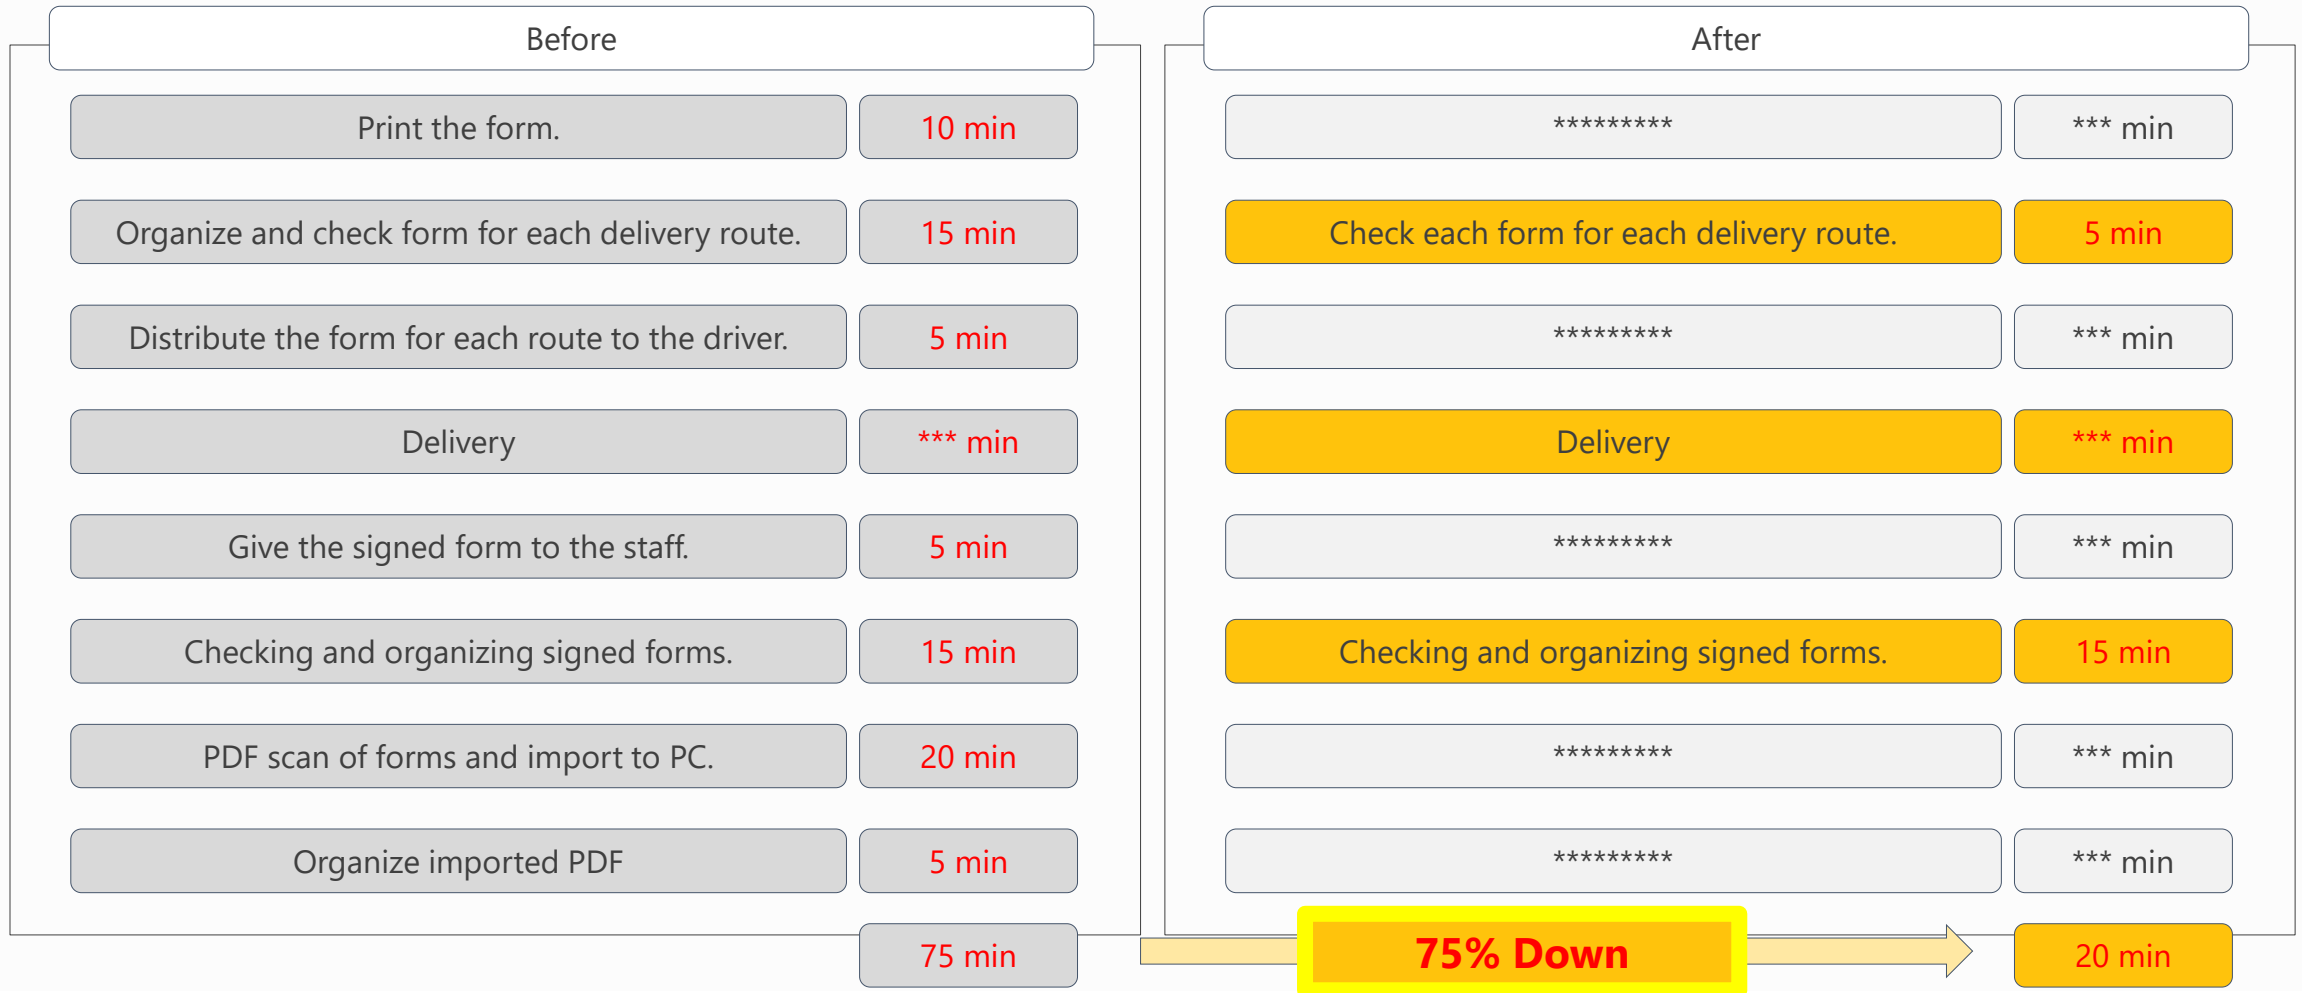 Before
Print the form. 10 min
Organize and check form for each delivery route. 15 min
Distribute the form for each route to the driver. 5 min
Delivery *** min
Give the signed form to the staff. 5 min
Checking and organizing signed forms. 15 min
PDF scan of forms and import to PC. 20 min
Organize imported PDF 5 min
75 min
After
********* *** min
Check each form for each delivery route. 5 min
********* *** min
Delivery *** min
********* *** min
Checking and organizing signed forms. 15 min
********* *** min
********* *** min
75% Down
20 min